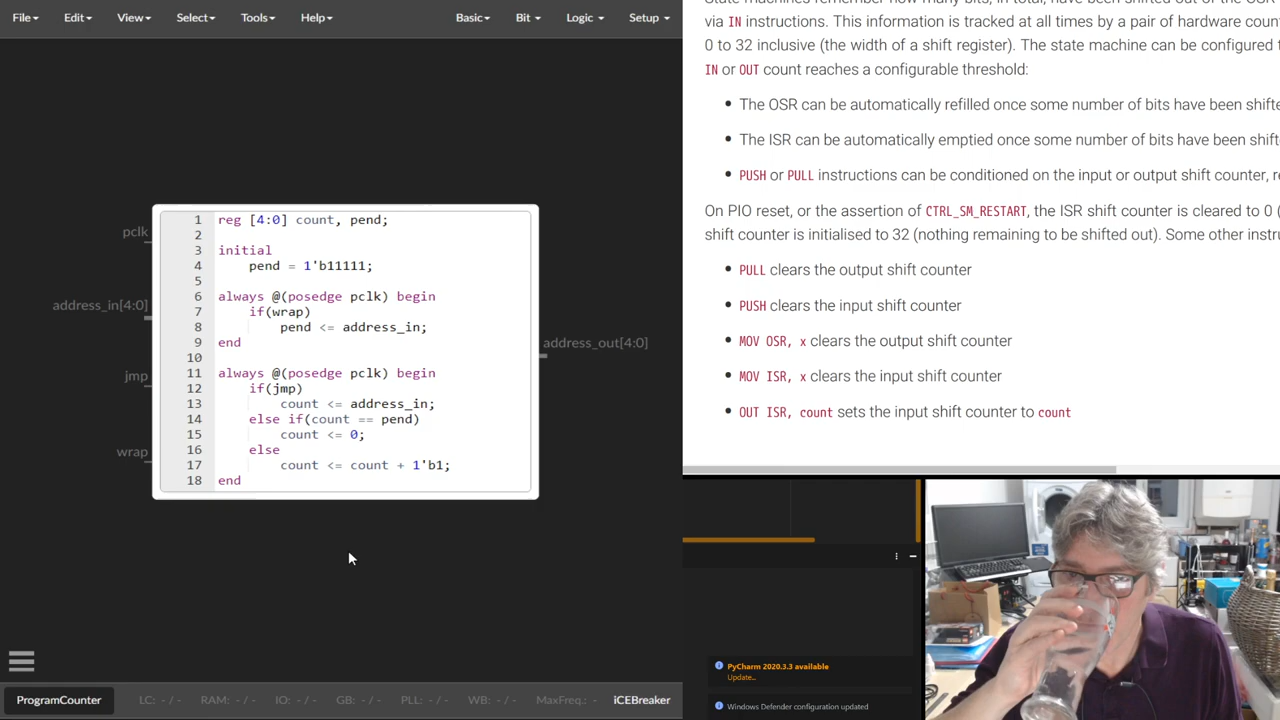 File Edit View Select Tools Help Basic Bit Logic Setup
pclk
address_in[4:0]
jmp
wrap
address_out[4:0]
1 reg [4:0] count, pend;
2
3 initial
4 pend = 1'b11111;
5
6 always @(posedge pclk) begin
7 if(wrap)
8 pend <= address_in;
9 end
10
11 always @(posedge pclk) begin
12 if(jmp)
13 count <= address_in;
14 else if(count == pend)
15 count <= 0;
16 else
17 count <= count + 1'b1;
18 end
ProgramCounter LC: - / - RAM: - / - IO: - / - GB: - / - PLL: - / - WB: - / - MaxFreq.: - / - iCEBreaker
via IN instructions. This information is tracked at all times by a pair of hardware coun
0 to 32 inclusive (the width of a shift register). The state machine can be configured t
IN or OUT count reaches a configurable threshold:
• The OSR can be automatically refilled once some number of bits have been shifte
• The ISR can be automatically emptied once some number of bits have been shift
• PUSH or PULL instructions can be conditioned on the input or output shift counter, re
On PIO reset, or the assertion of CTRL_SM_RESTART, the ISR shift counter is cleared to 0 (
shift counter is initialised to 32 (nothing remaining to be shifted out). Some other instru
• PULL clears the output shift counter
• PUSH clears the input shift counter
• MOV OSR, x clears the output shift counter
• MOV ISR, x clears the input shift counter
• OUT ISR, count sets the input shift counter to count
PyCharm 2020.3.3 available
Update...
Windows Defender configuration updated